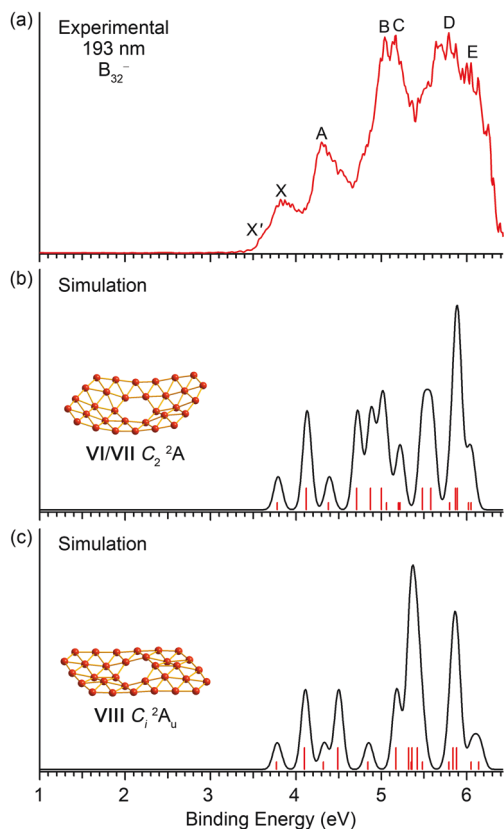 (a)
Experimental
193 nm
B₃₂⁻
X′
X
A
B
C
D
E
(b)
Simulation
VI/VII C₂ ²A
(c)
Simulation
VIII Cᵢ ²Aᵤ
1 2 3 4 5 6
Binding Energy (eV)